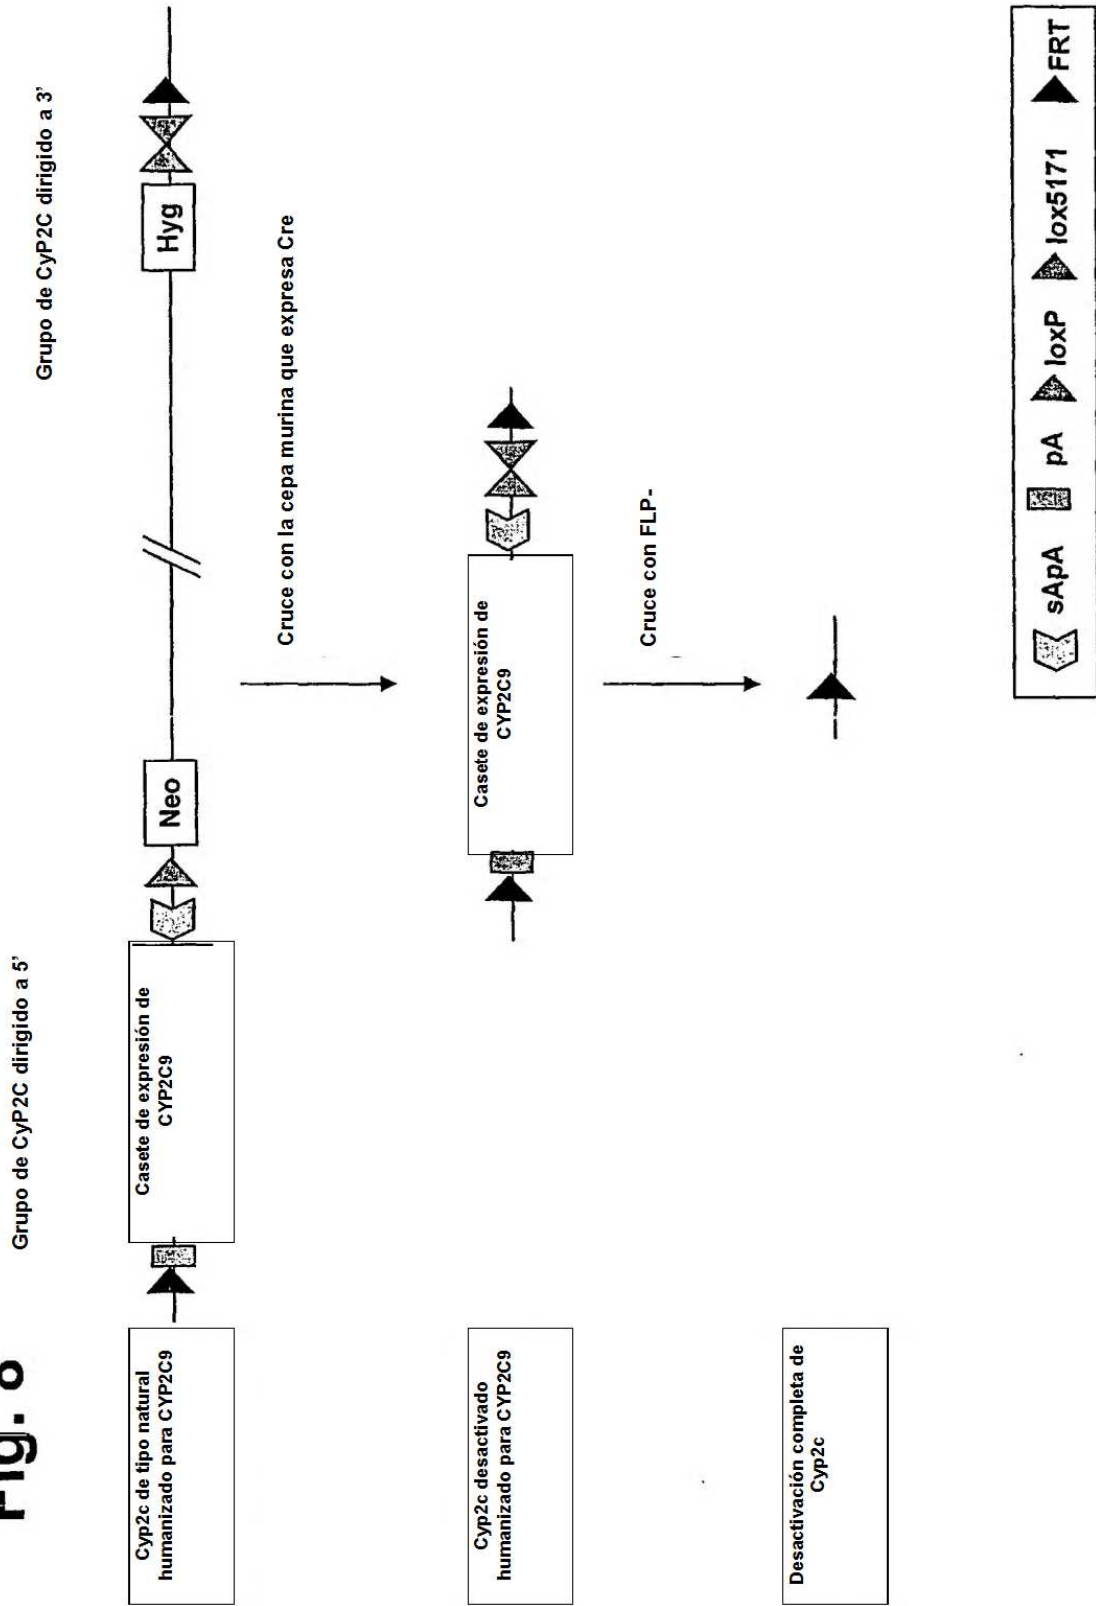 Fig.
Grupo de CyP2C dirigido a 5'
Grupo de CyP2C dirigido a 3'
Cyp2c de tipo natural
humanizado para CYP2C9
Casete de expresión de
CYP2C9
Neo
Hyg
Cruce con la cepa murina que expresa Cre
Cyp2c desactivado
humanizado para CYP2C9
Casete de expresión de
CYP2C9
Cruce con FLP-
Desactivación completa de
Cyp2c
sApA pA loxP lox5171 FRT